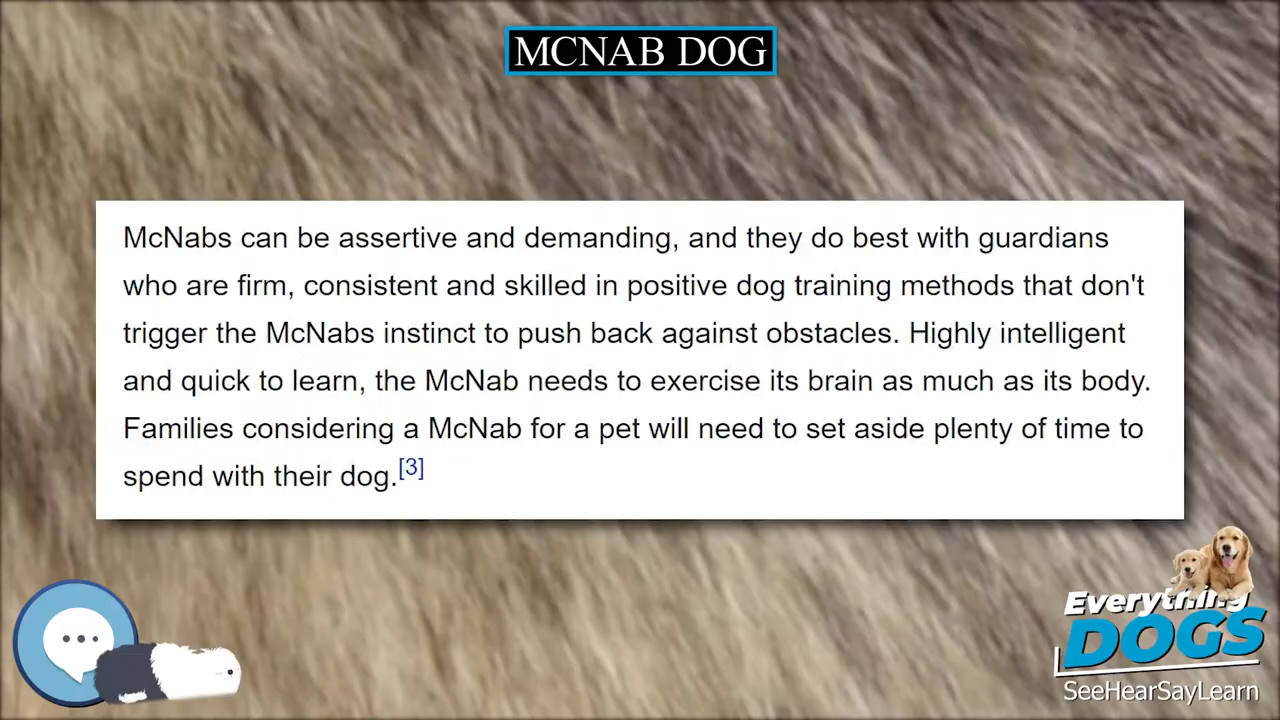 MCNAB DOG
McNabs can be assertive and demanding, and they do best with guardians
who are firm, consistent and skilled in positive dog training methods that don't
trigger the McNabs instinct to push back against obstacles. Highly intelligent
and quick to learn, the McNab needs to exercise its brain as much as its body.
Families considering a McNab for a pet will need to set aside plenty of time to
spend with their dog.[3]
Everything
DOGS
SeeHearSayLearn